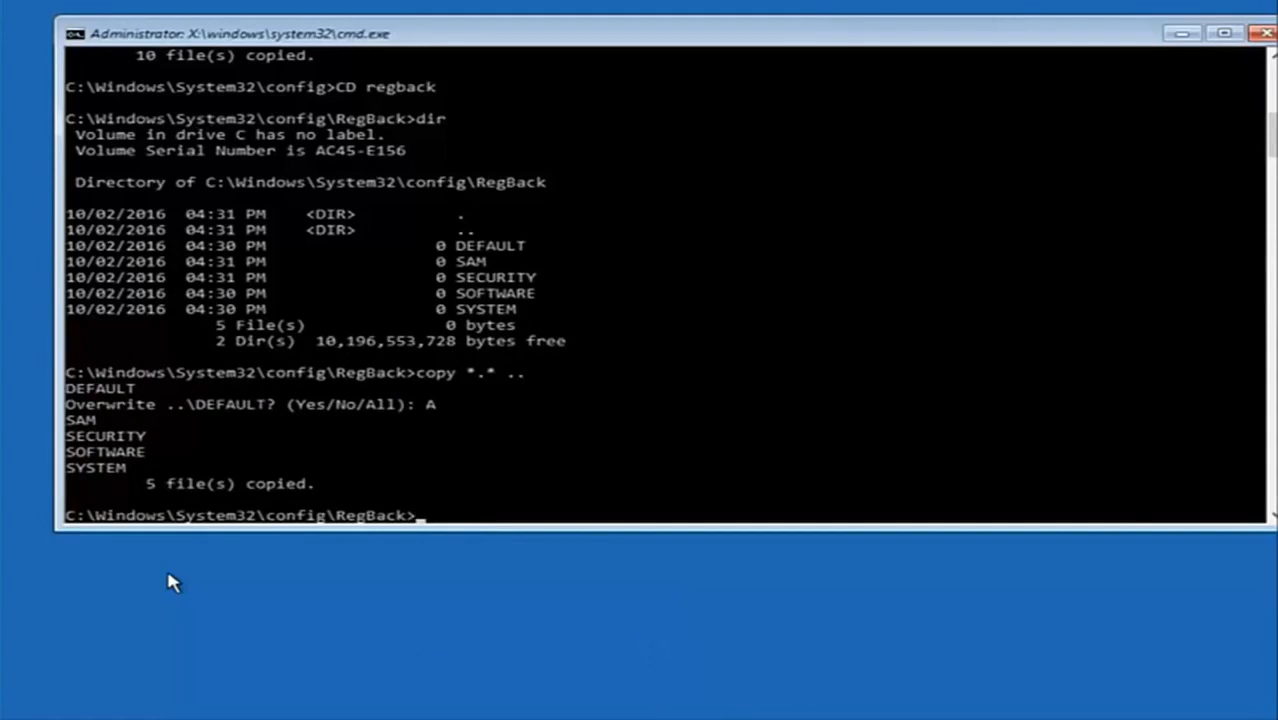 Administrator: X:\windows\system32\cmd.exe
10 file(s) copied.
C:\Windows\System32\config>CD regback
C:\Windows\System32\config\RegBack>dir
Volume in drive C has no label.
Volume Serial Number is AC45-E156
Directory of C:\Windows\System32\config\RegBack
10/02/2016 04:31 PM <DIR> .
10/02/2016 04:31 PM <DIR> ..
10/02/2016 04:30 PM 0 DEFAULT
10/02/2016 04:31 PM 0 SAM
10/02/2016 04:31 PM 0 SECURITY
10/02/2016 04:30 PM 0 SOFTWARE
10/02/2016 04:30 PM 0 SYSTEM
5 File(s) 0 bytes
2 Dir(s) 10,196,553,728 bytes free
C:\Windows\System32\config\RegBack>copy *.* ..
DEFAULT
Overwrite ..\DEFAULT? (Yes/No/All): A
SAM
SECURITY
SOFTWARE
SYSTEM
5 file(s) copied.
C:\Windows\System32\config\RegBack>_